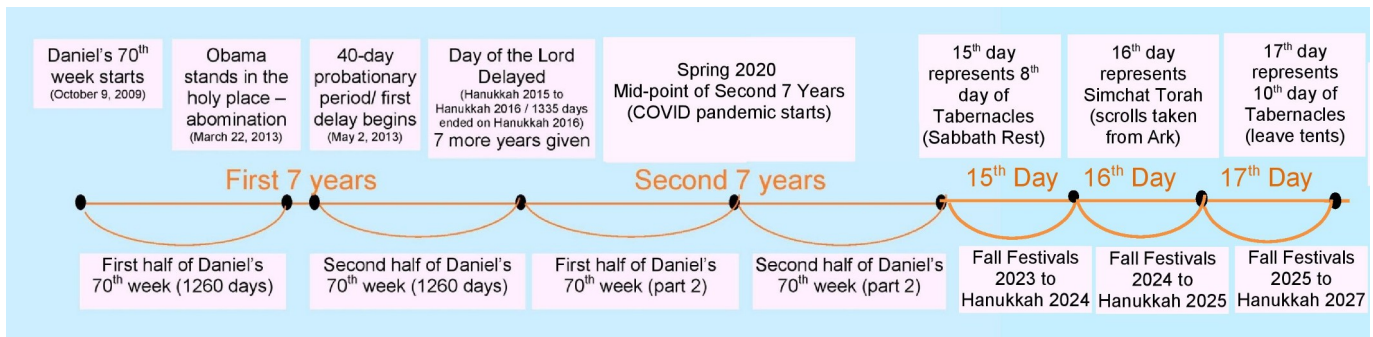 Daniel's 70th
week starts
(October 9, 2009)
Obama
stands in the
holy place –
abomination
(March 22, 2013)
40-day
probationary
period/ first
delay begins
(May 2, 2013)
Day of the Lord
Delayed
(Hanukkah 2015 to
Hanukkah 2016 / 1335 days
ended on Hanukkah 2016)
7 more years given
Spring 2020
Mid-point of Second 7 Years
(COVID pandemic starts)
15th day
represents 8th
day of
Tabernacles
(Sabbath Rest)
16th day
represents
Simchat Torah
(scrolls taken
from Ark)
17th day
represents
10th day of
Tabernacles
(leave tents)
First 7 years
Second 7 years
15th Day
16th Day
17th Day
First half of Daniel's
70th week (1260 days)
Second half of Daniel's
70th week (1260 days)
First half of Daniel's
70th week (part 2)
Second half of Daniel's
70th week (part 2)
Fall Festivals
2023 to
Hanukkah 2024
Fall Festivals
2024 to
Hanukkah 2025
Fall Festivals
2025 to
Hanukkah 2027